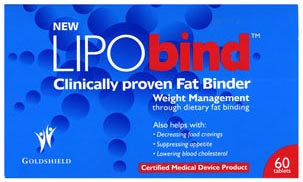 NEW
LIPObind™
Clinically proven Fat Binder
Weight Management
through dietary fat binding
Also helps with:
• Decreasing food cravings
• Suppressing appetite
• Lowering blood cholesterol
GOLDSHIELD
Certified Medical Device Product
60
tablets